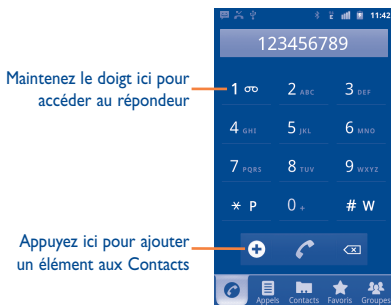 11:42
123456789
Maintenez le doigt ici pour
accéder au répondeur
1 2 ABC 3 DEF
4 GHI 5 JKL 6 MNO
7 PQRS 8 TUV 9 WXYZ
* P 0 + # W
Appuyez ici pour ajouter
un élément aux Contacts
Appels Contacts Favoris Groupes